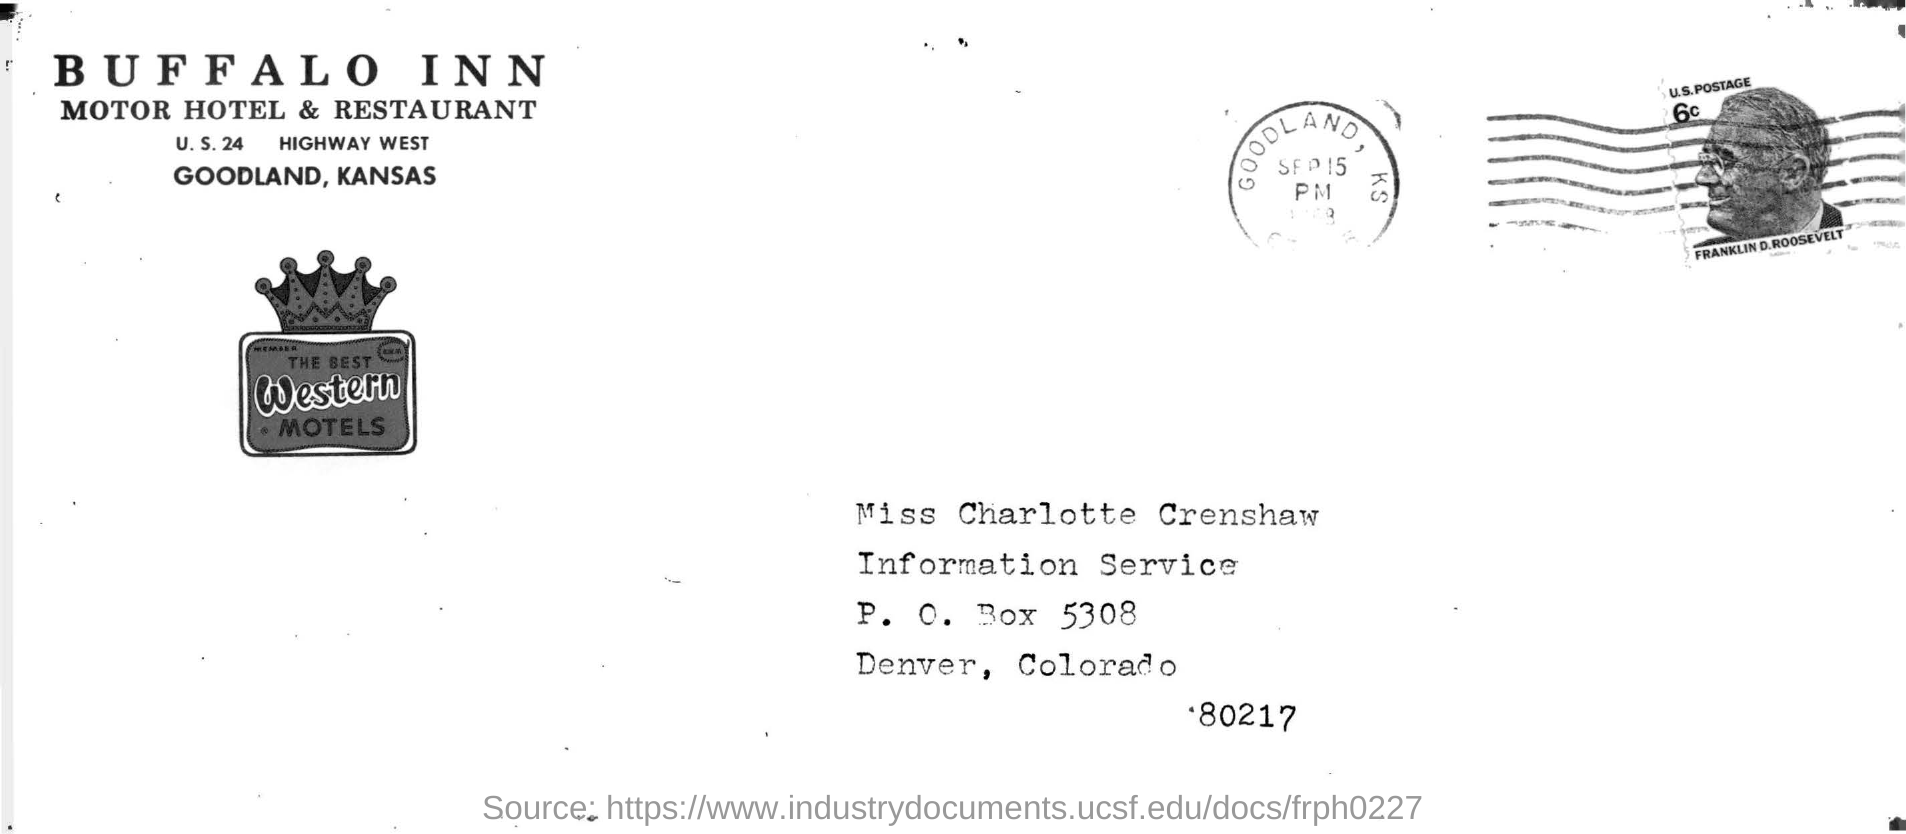 BUFFALO INN
MOTOR HOTEL & RESTAURANT
U. S. 24 HIGHWAY WEST
GOODLAND, KANSAS
MEMBER
THE BEST
Western
MOTELS
GOODLAND, KS
SEP 15
PM
U.S. POSTAGE
6c
FRANKLIN D. ROOSEVELT
Miss Charlotte Crenshaw
Information Service
P. O. Box 5308
Denver, Colorado
80217
Source: https://www.industrydocuments.ucsf.edu/docs/frph0227